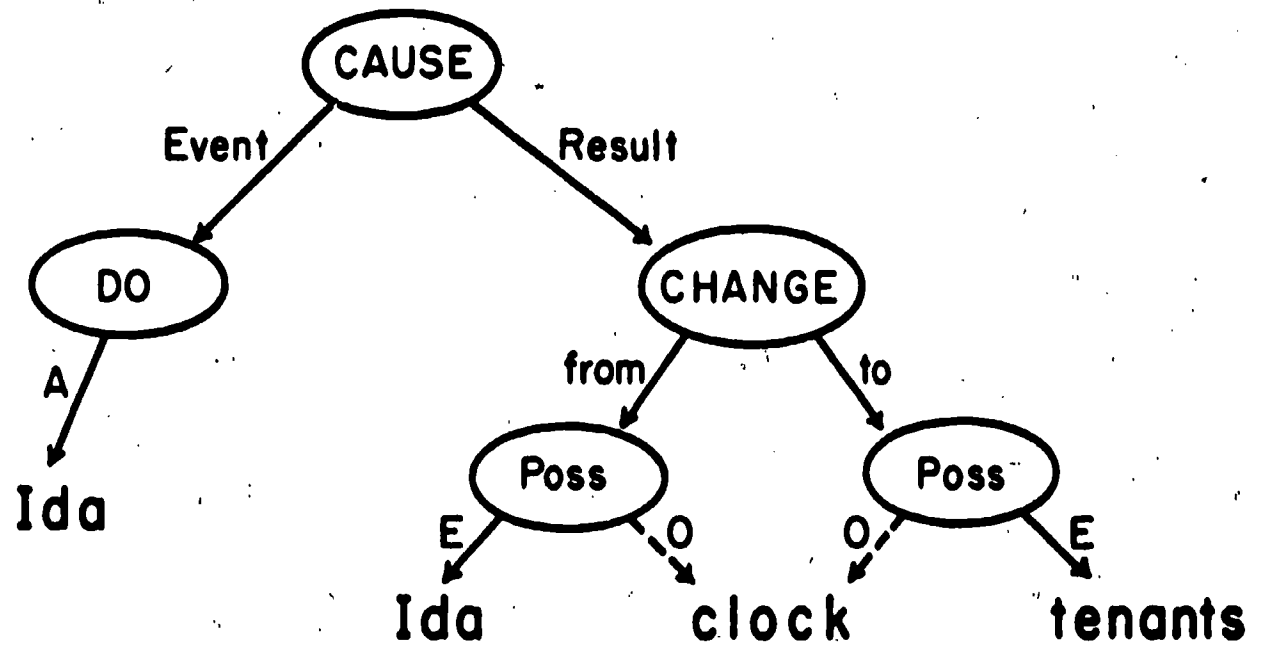 CAUSE
Event Result
DO CHANGE
A from to
Poss Poss
Ida E O O E
Ida clock tenants